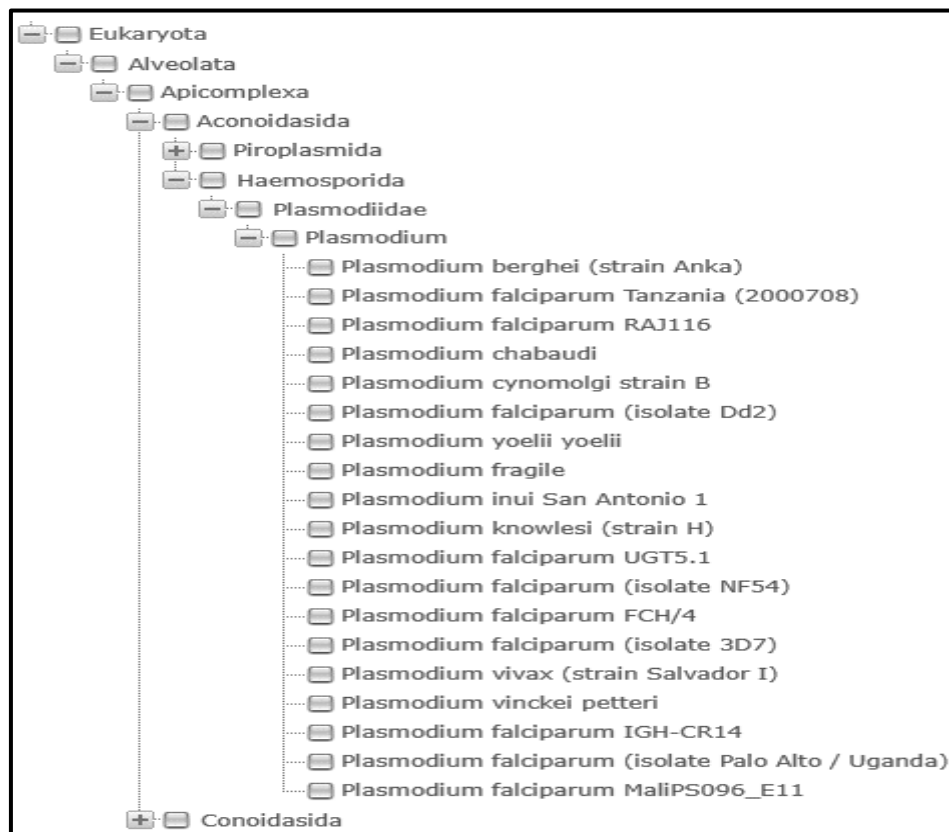 Eukaryota
Alveolata
Apicomplexa
Aconoidasida
Piroplasmida
Haemosporida
Plasmodiidae
Plasmodium
Plasmodium berghei (strain Anka)
Plasmodium falciparum Tanzania (2000708)
Plasmodium falciparum RAJ116
Plasmodium chabaudi
Plasmodium cynomolgi strain B
Plasmodium falciparum (isolate Dd2)
Plasmodium yoelii yoelii
Plasmodium fragile
Plasmodium inui San Antonio 1
Plasmodium knowlesi (strain H)
Plasmodium falciparum UGT5.1
Plasmodium falciparum (isolate NF54)
Plasmodium falciparum FCH/4
Plasmodium falciparum (isolate 3D7)
Plasmodium vivax (strain Salvador I)
Plasmodium vinckei petteri
Plasmodium falciparum IGH-CR14
Plasmodium falciparum (isolate Palo Alto / Uganda)
Plasmodium falciparum MaliPS096_E11
Conoidasida